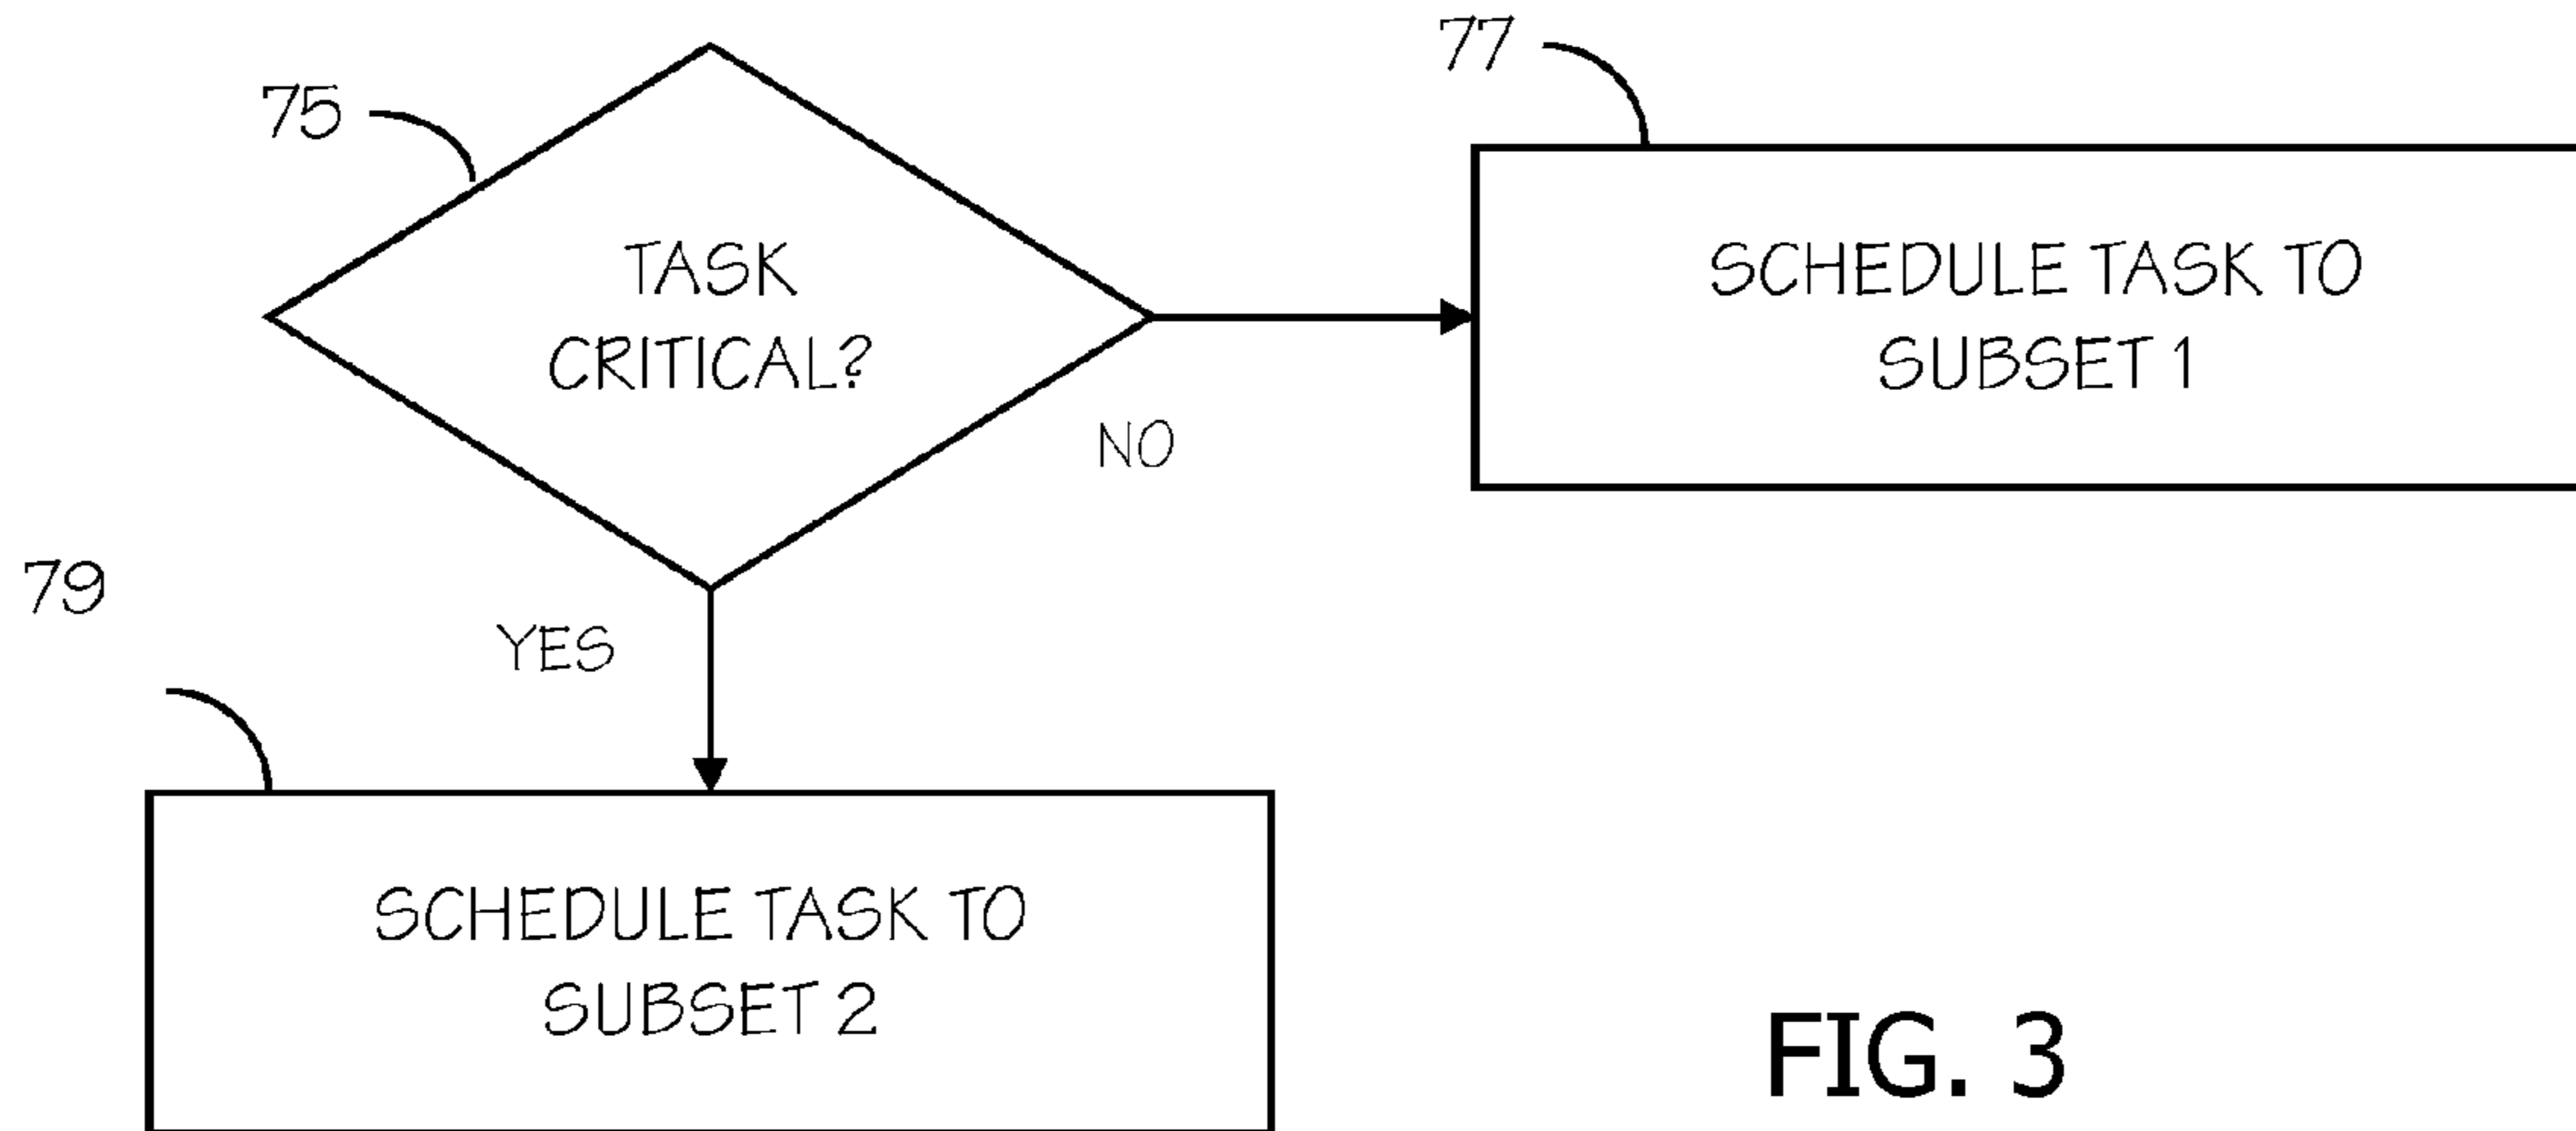 75
TASK
CRITICAL?
NO
YES
77
SCHEDULE TASK TO
SUBSET 1
79
SCHEDULE TASK TO
SUBSET 2
FIG. 3